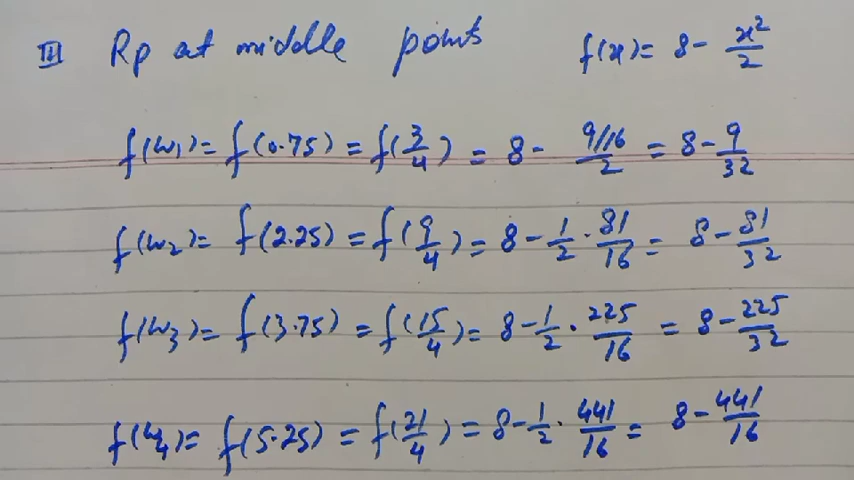 III Rp at middle points f(x) = 8 - x²/2
f(w₁) = f(0.75) = f(3/4) = 8 - (9/16)/2 = 8 - 9/32
f(w₂) = f(2.25) = f(9/4) = 8 - 1/2 · 81/16 = 8 - 81/32
f(w₃) = f(3.75) = f(15/4) = 8 - 1/2 · 225/16 = 8 - 225/32
f(w₄) = f(5.25) = f(21/4) = 8 - 1/2 · 441/16 = 8 - 441/16